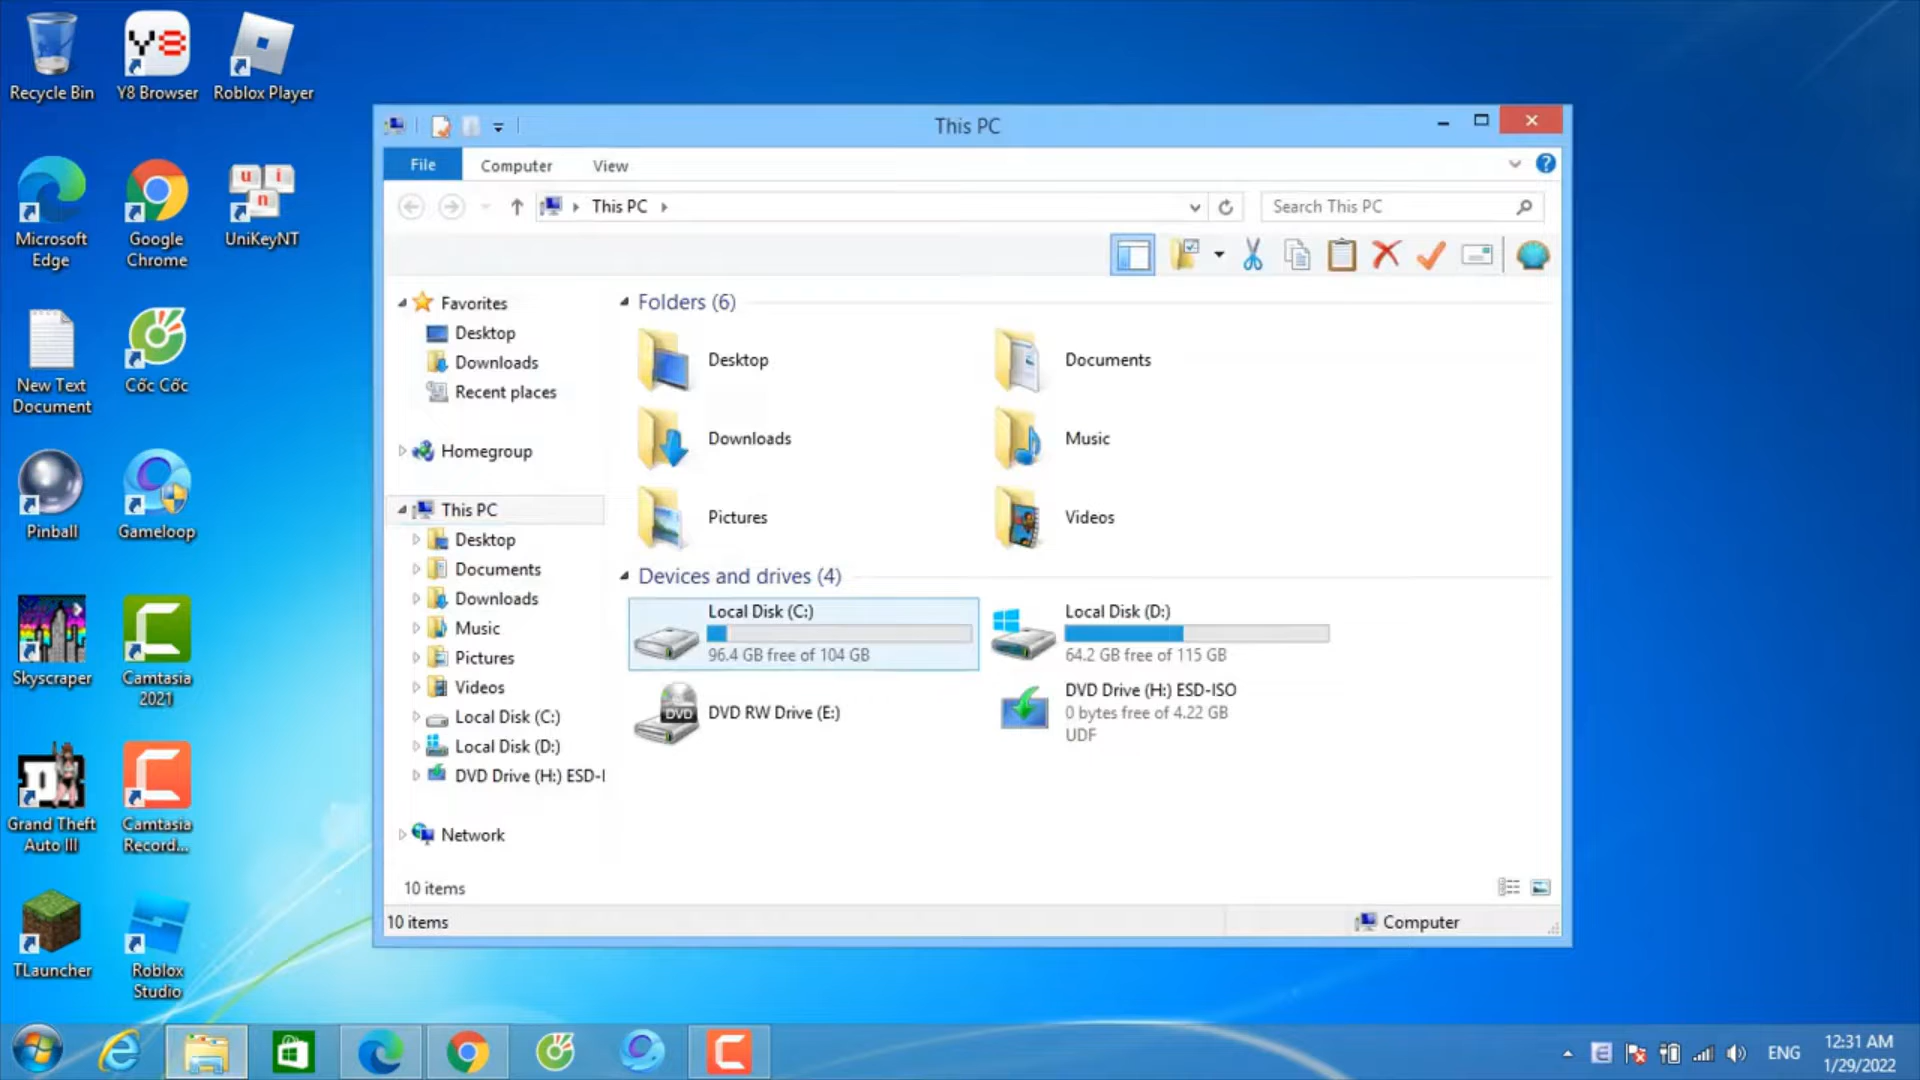 Recycle Bin
Y8 Browser
Roblox Player
Microsoft
Edge
Google
Chrome
UniKeyNT
New Text
Document
Cốc Cốc
Pinball
Gameloop
Skyscraper
Camtasia
2021
Grand Theft
Auto III
Camtasia
Record...
TLauncher
Roblox
Studio
This PC
File
Computer
View
This PC
Search This PC
Favorites
Desktop
Downloads
Recent places
Homegroup
This PC
Desktop
Documents
Downloads
Music
Pictures
Videos
Local Disk (C:)
Local Disk (D:)
DVD Drive (H:) ESD-I
Network
Folders (6)
Desktop
Documents
Downloads
Music
Pictures
Videos
Devices and drives (4)
Local Disk (C:)
96.4 GB free of 104 GB
Local Disk (D:)
64.2 GB free of 115 GB
DVD
DVD RW Drive (E:)
DVD Drive (H:) ESD-ISO
0 bytes free of 4.22 GB
UDF
10 items
10 items
Computer
ENG
12:31 AM
1/29/2022